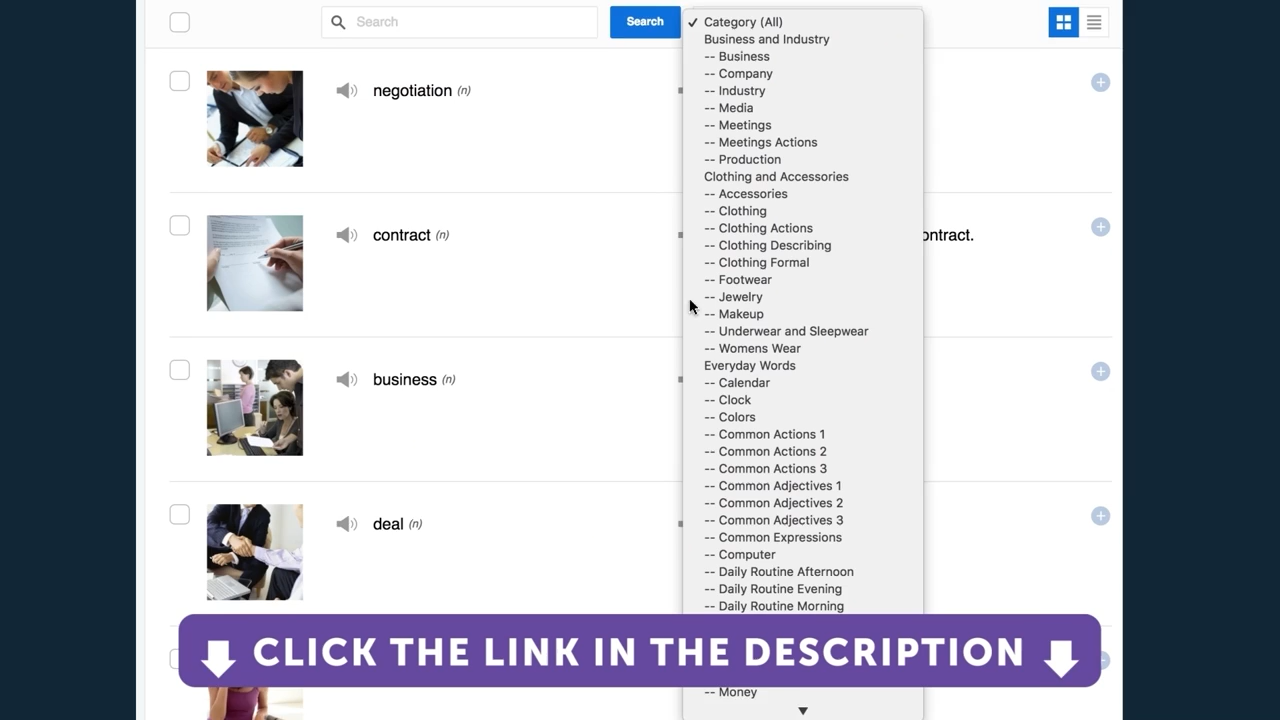 Search
Search
✓ Category (All)
Business and Industry
-- Business
-- Company
-- Industry
-- Media
-- Meetings
-- Meetings Actions
-- Production
Clothing and Accessories
-- Accessories
-- Clothing
-- Clothing Actions
-- Clothing Describing
-- Clothing Formal
-- Footwear
-- Jewelry
-- Makeup
-- Underwear and Sleepwear
-- Womens Wear
Everyday Words
-- Calendar
-- Clock
-- Colors
-- Common Actions 1
-- Common Actions 2
-- Common Actions 3
-- Common Adjectives 1
-- Common Adjectives 2
-- Common Adjectives 3
-- Common Expressions
-- Computer
-- Daily Routine Afternoon
-- Daily Routine Evening
-- Daily Routine Morning
-- Money
negotiation (n)
contract (n)
ontract.
business (n)
deal (n)
CLICK THE LINK IN THE DESCRIPTION